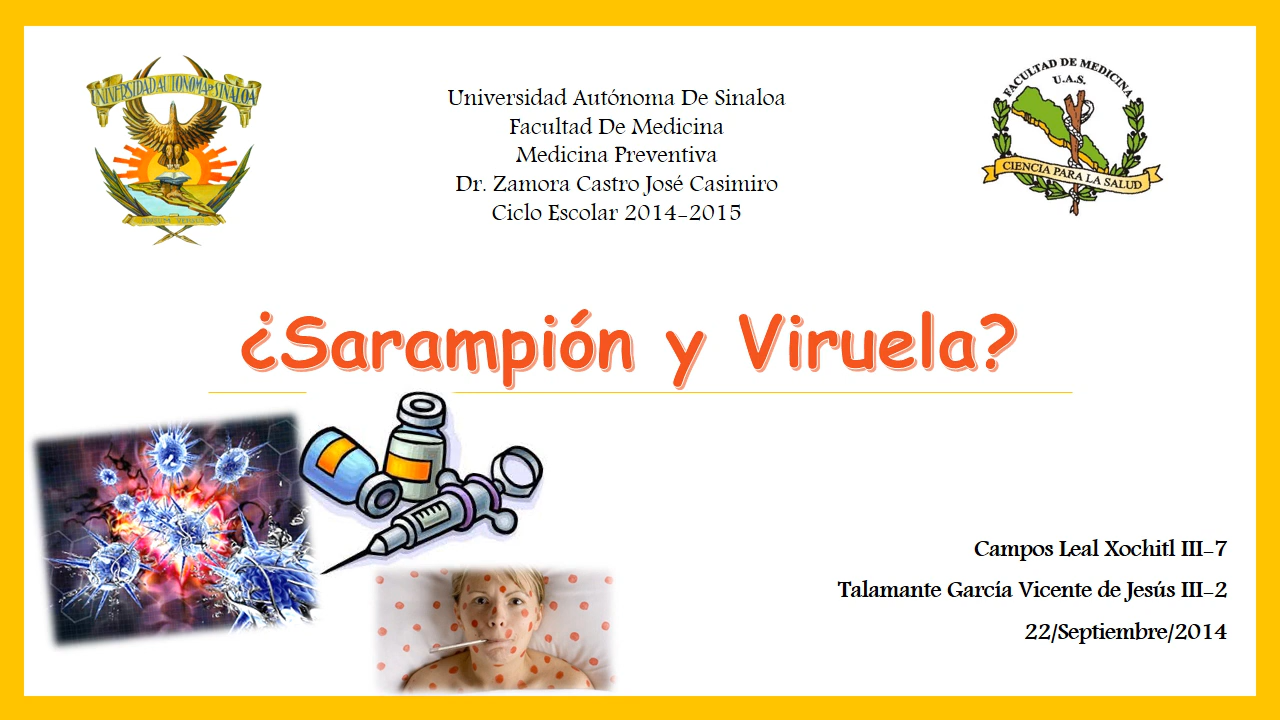 UNIVERSIDAD AUTÓNOMA DE SINALOA
Universidad Autónoma De Sinaloa
Facultad De Medicina
Medicina Preventiva
Dr. Zamora Castro José Casimiro
Ciclo Escolar 2014-2015
FACULTAD DE MEDICINA
U.A.S.
CIENCIA PARA LA SALUD
¿Sarampión y Viruela?
Campos Leal Xochitl III-7
Talamante García Vicente de Jesús III-2
22/Septiembre/2014